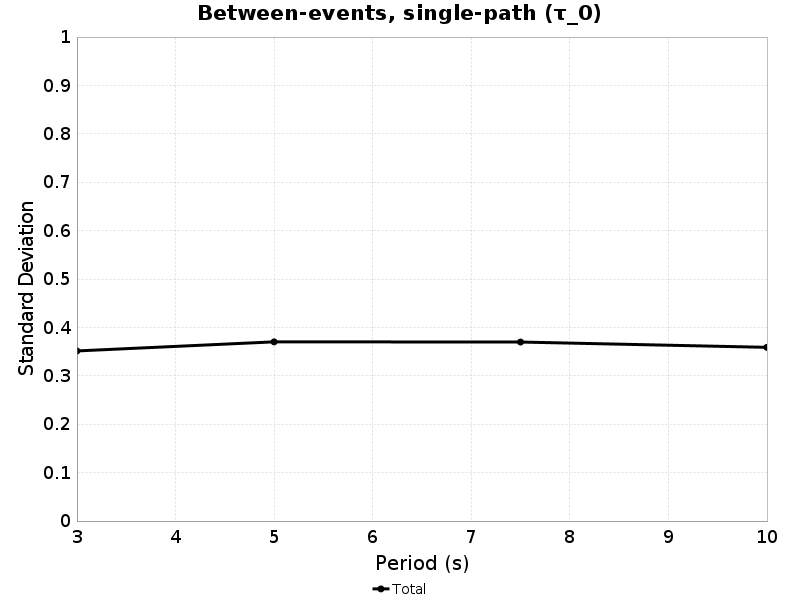 Between-events, single-path (τ_0)
Standard Deviation
1
0.9
0.8
0.7
0.6
0.5
0.4
0.3
0.2
0.1
0
3 4 5 6 7 8 9 10
Period (s)
Total